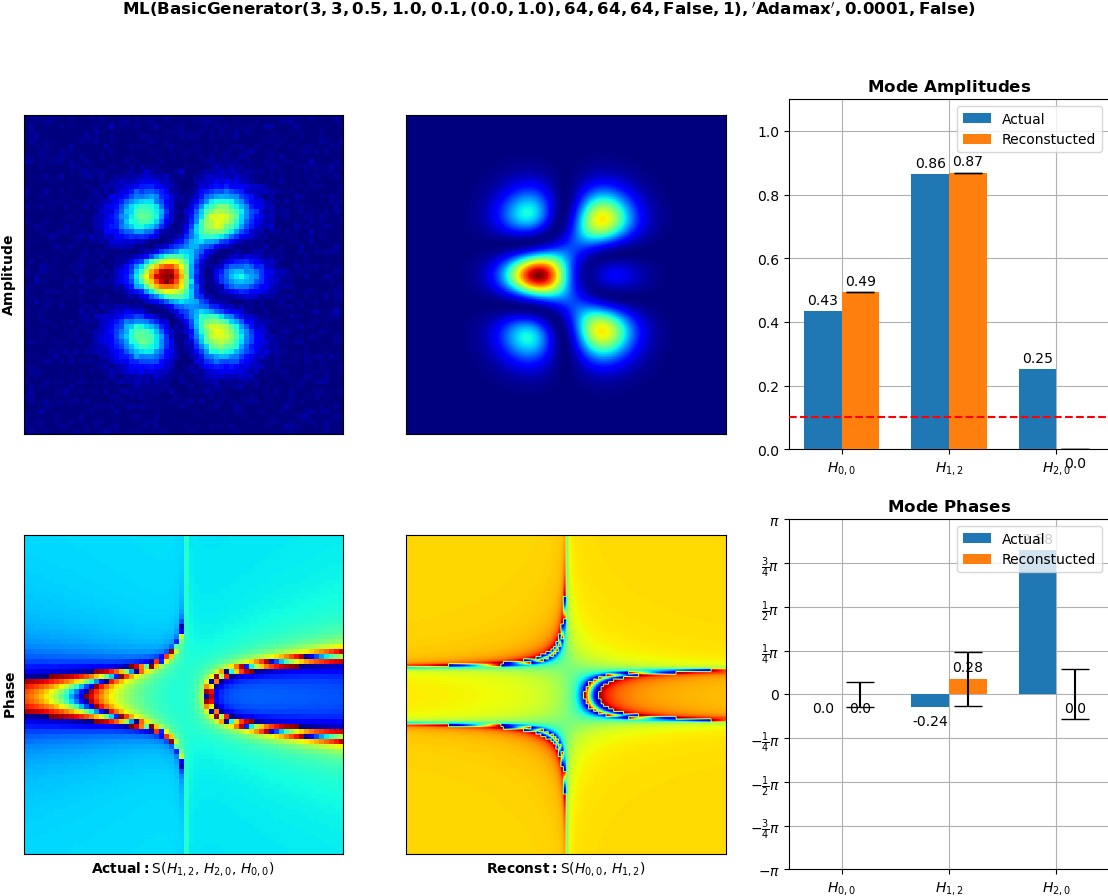 ML(BasicGenerator(3, 3, 0.5, 1.0, 0.1, (0.0, 1.0), 64, 64, 64, False, 1), ′Adamax′, 0.0001, False)
Amplitude
Mode Amplitudes
Actual
Reconstucted
1.0
0.8
0.6
0.4
0.2
0.0
0.43
0.49
0.86
0.87
0.25
0.0
H₀,₀
H₁,₂
H₂,₀
Phase
Actual: S(H₁,₂, H₂,₀, H₀,₀)
Reconst: S(H₀,₀, H₁,₂)
Mode Phases
Actual
Reconstucted
π
¾π
½π
¼π
0
−¼π
−½π
−¾π
−π
0.0
0.0
-0.24
0.28
0.0
H₀,₀
H₁,₂
H₂,₀